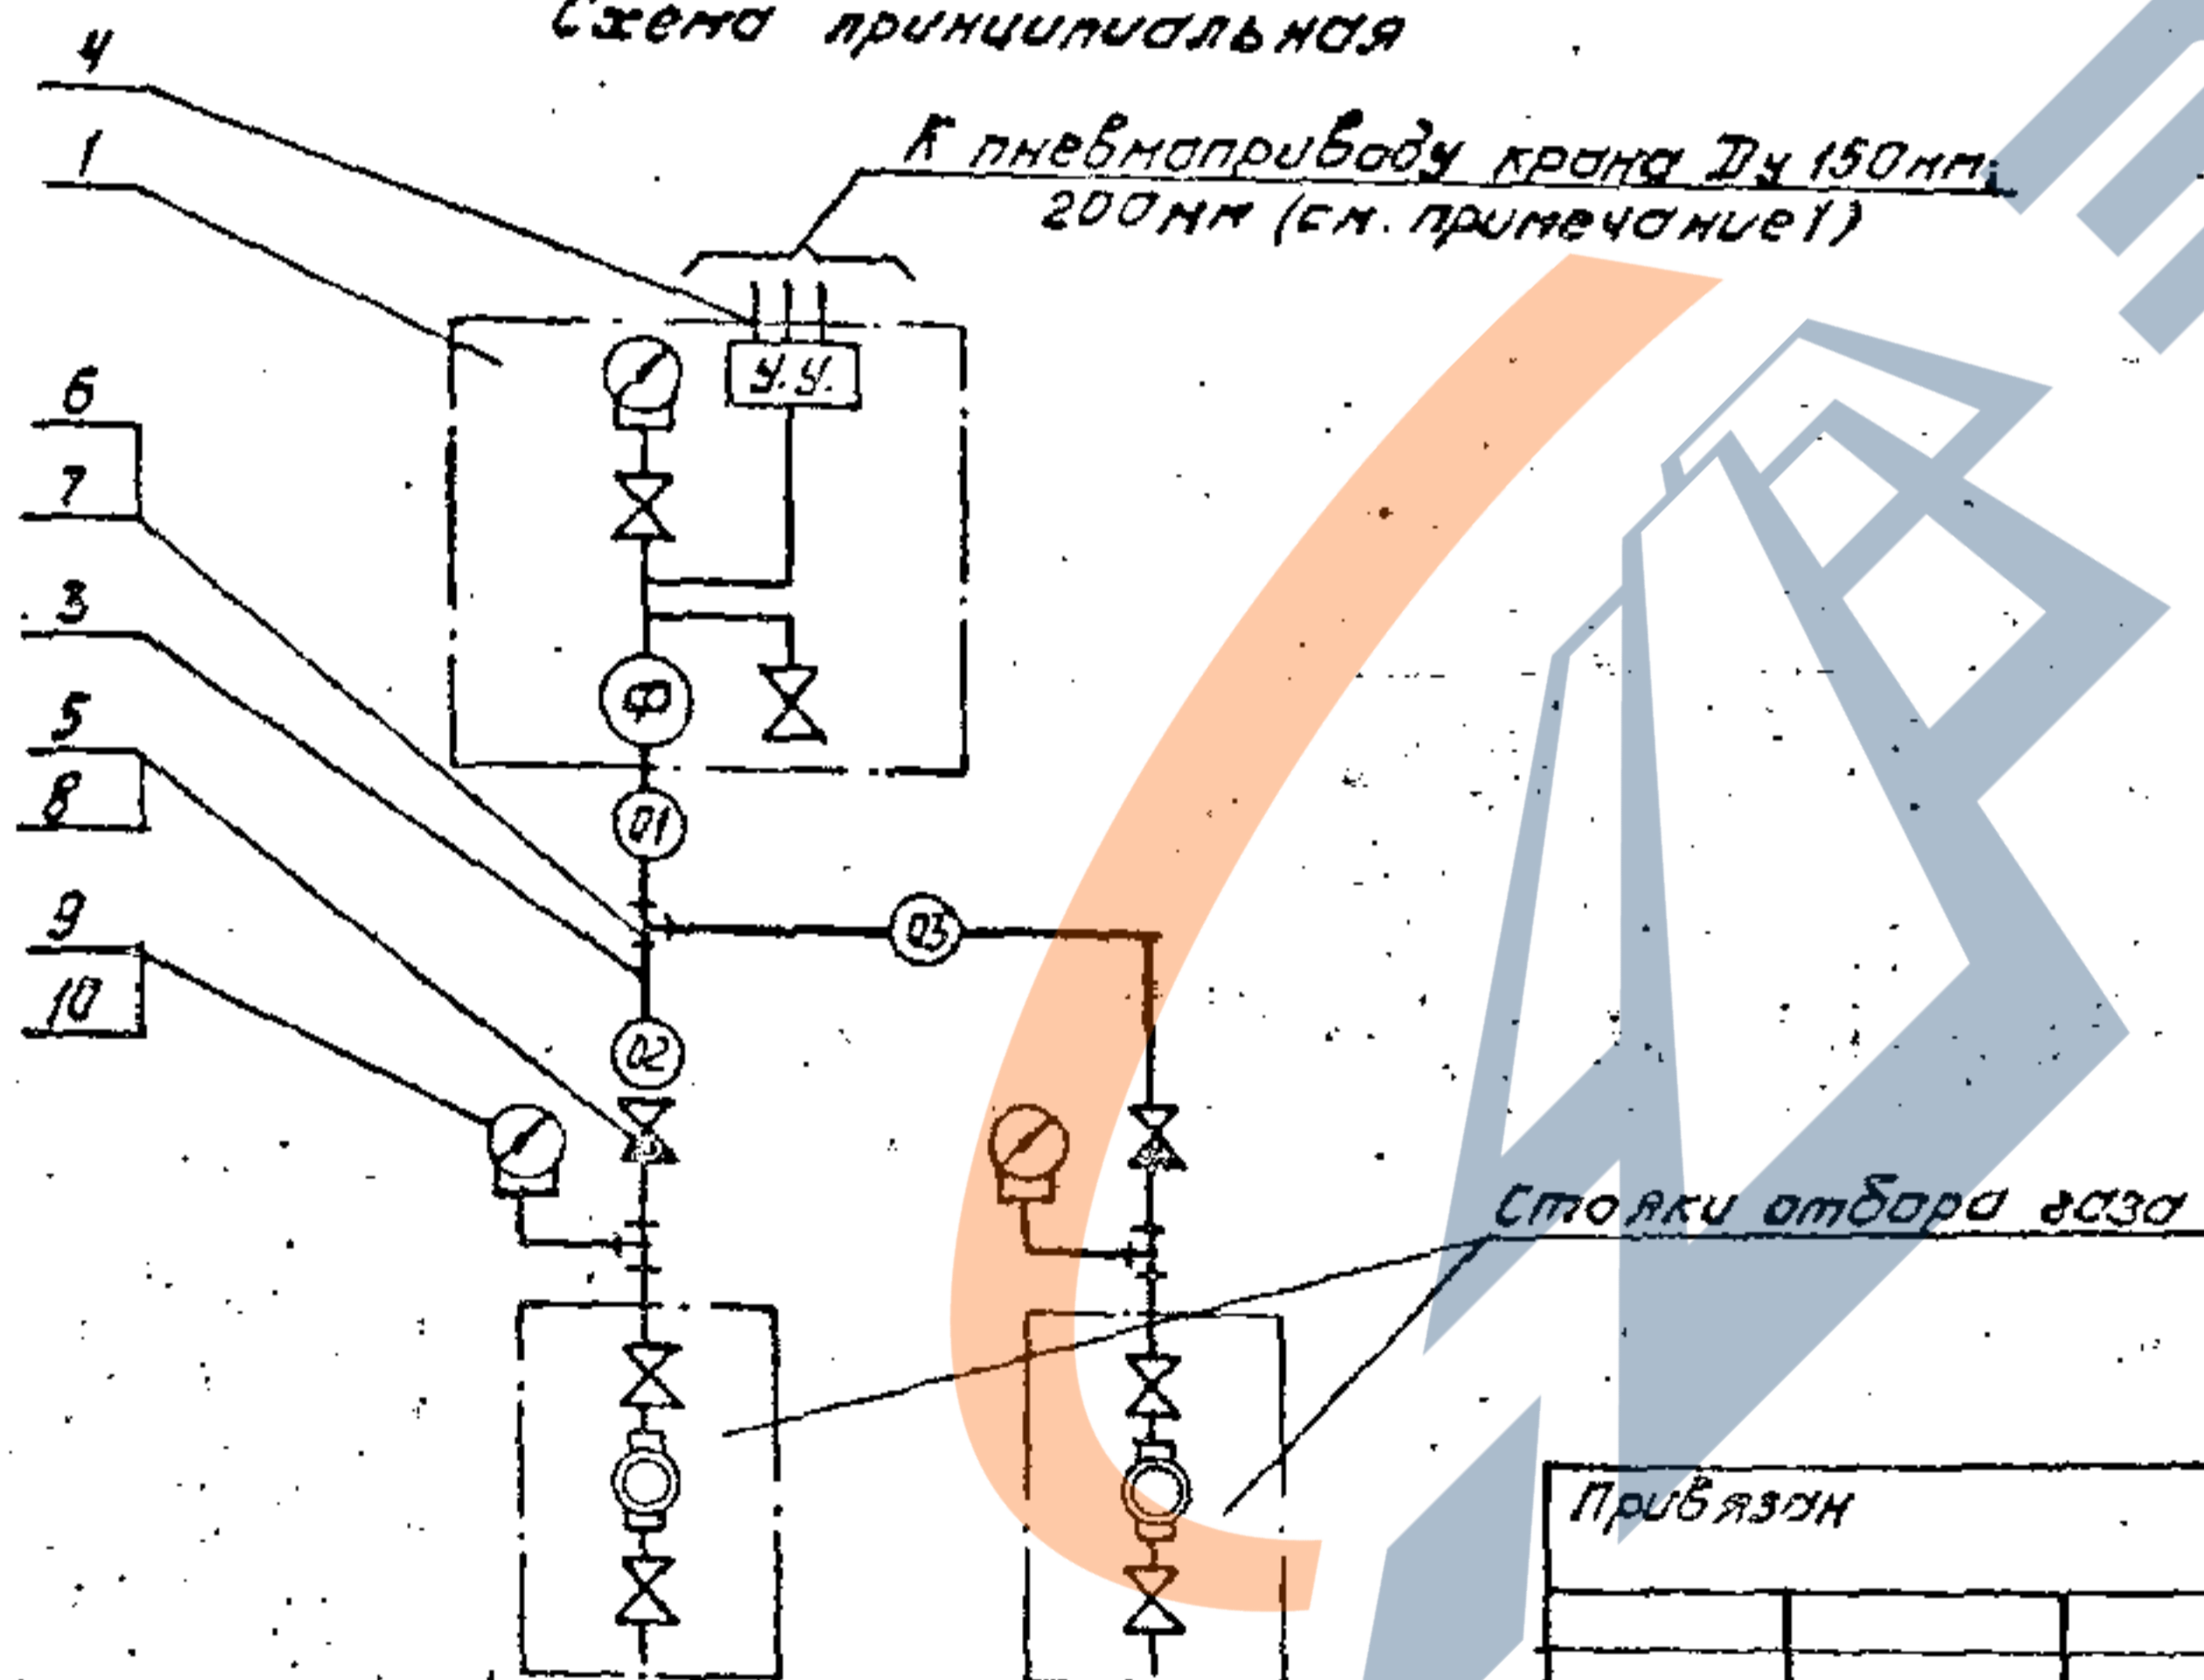 Схема принципиальная
4
К пневмоприводу крана Ду 150мм;
1
200мм (см. примечание 1)
У.У.
6
7
3
Ф
5
8
01
9
03
10
02
Стояки отбора газа
Привязан